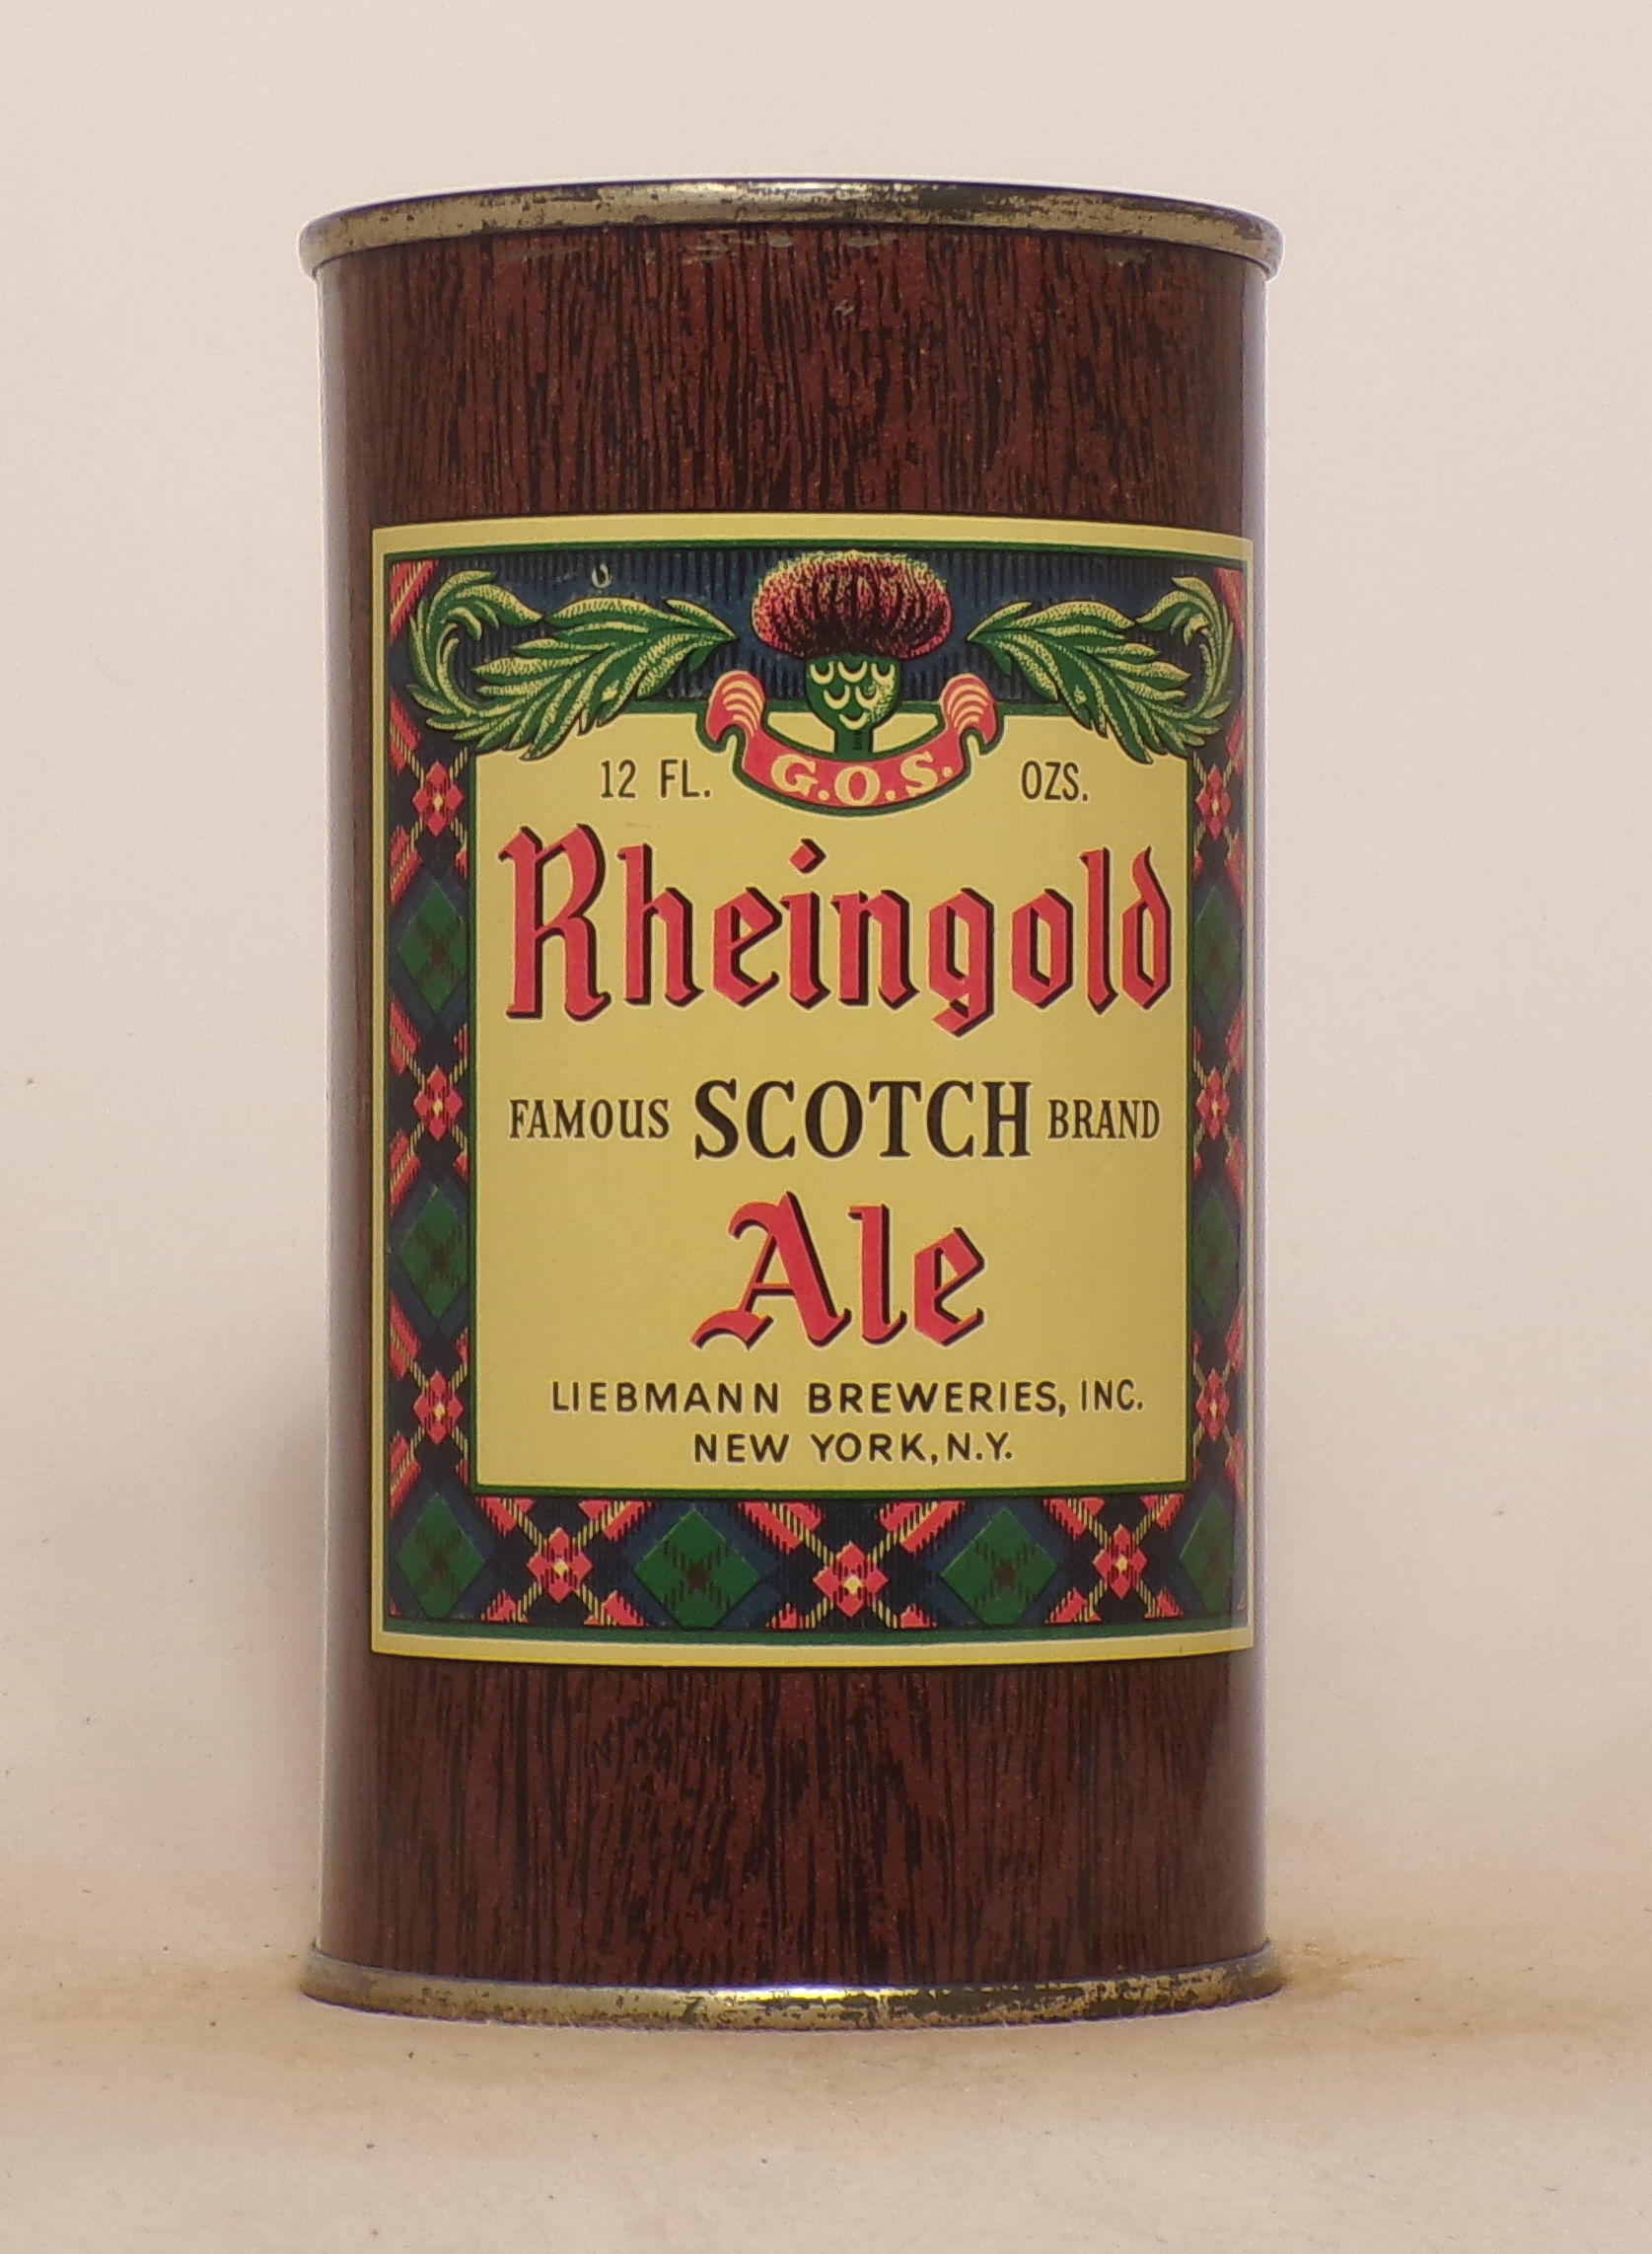 G.O.S.
12 FL. OZS.
Rheingold
FAMOUS SCOTCH BRAND
Ale
LIEBMANN BREWERIES, INC.
NEW YORK, N.Y.